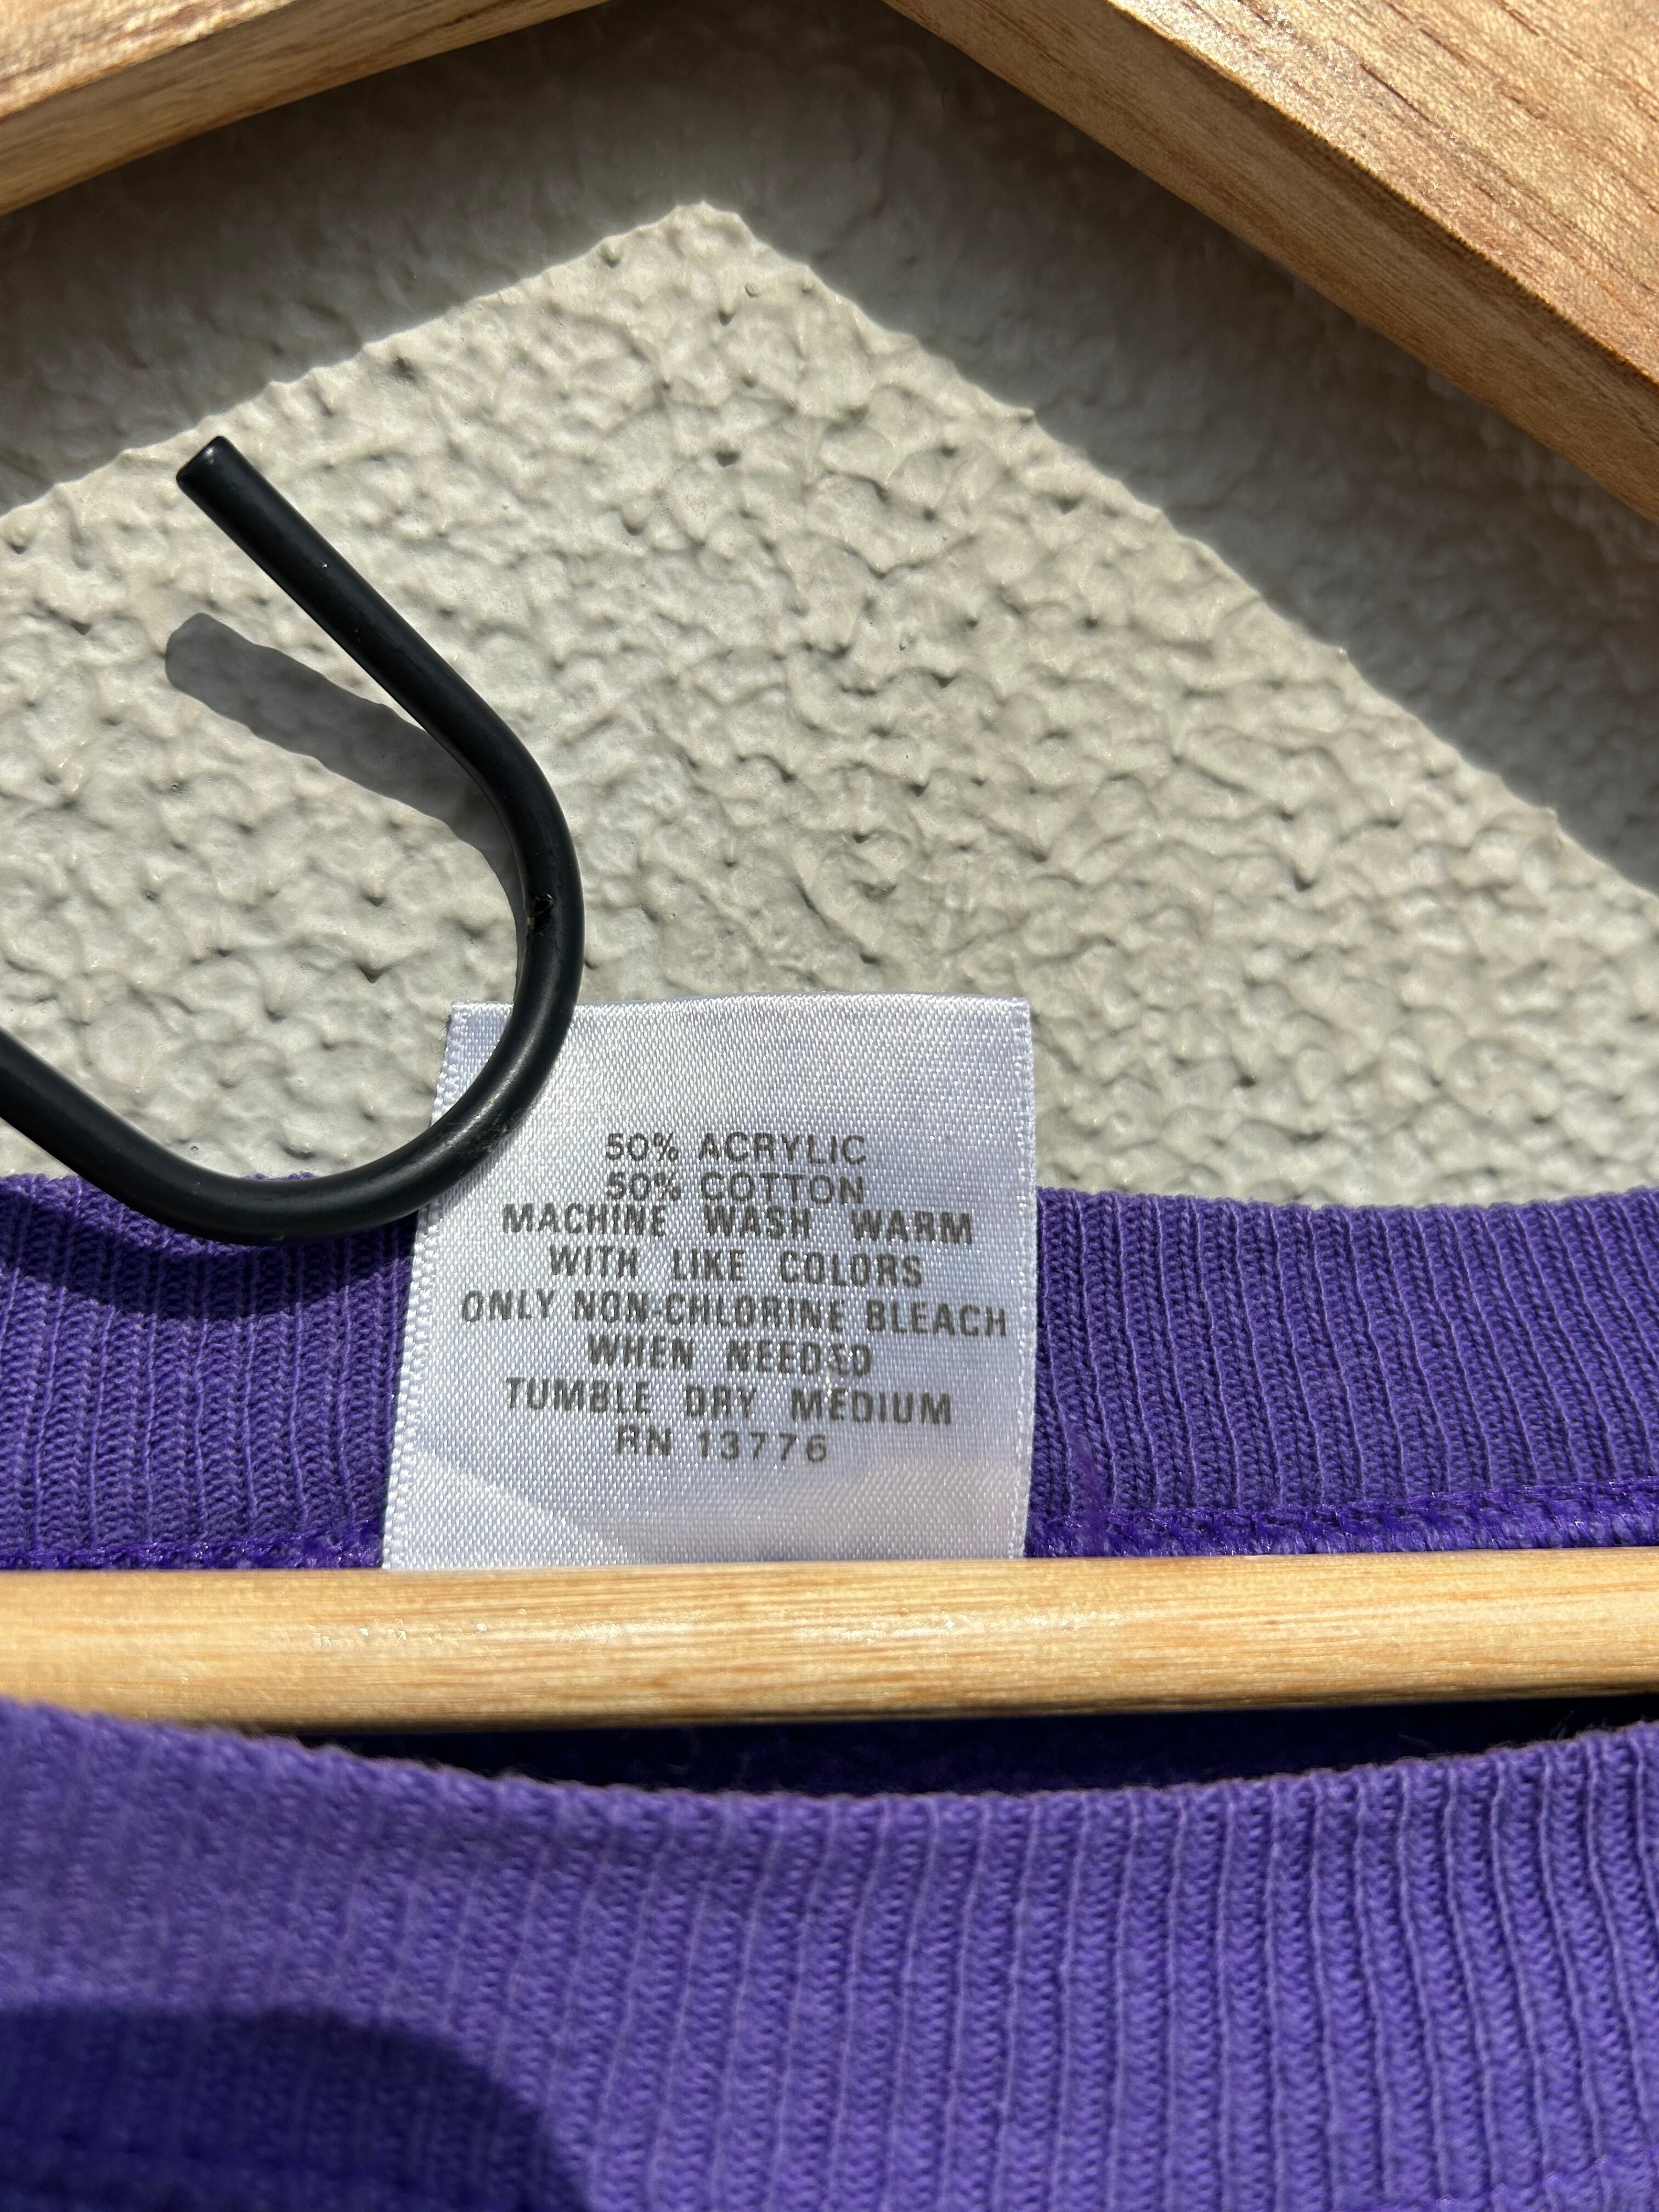 50% ACRYLIC
50% COTTON
MACHINE WASH WARM
WITH LIKE COLORS
ONLY NON-CHLORINE BLEACH
WHEN NEEDED
TUMBLE DRY MEDIUM
RN 13776